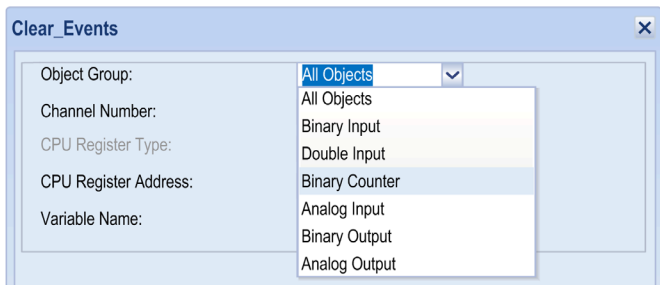 Clear_Events
Object Group: All Objects
All Objects
Channel Number:
Binary Input
CPU Register Type:
Double Input
CPU Register Address: Binary Counter
Variable Name: Analog Input
Binary Output
Analog Output